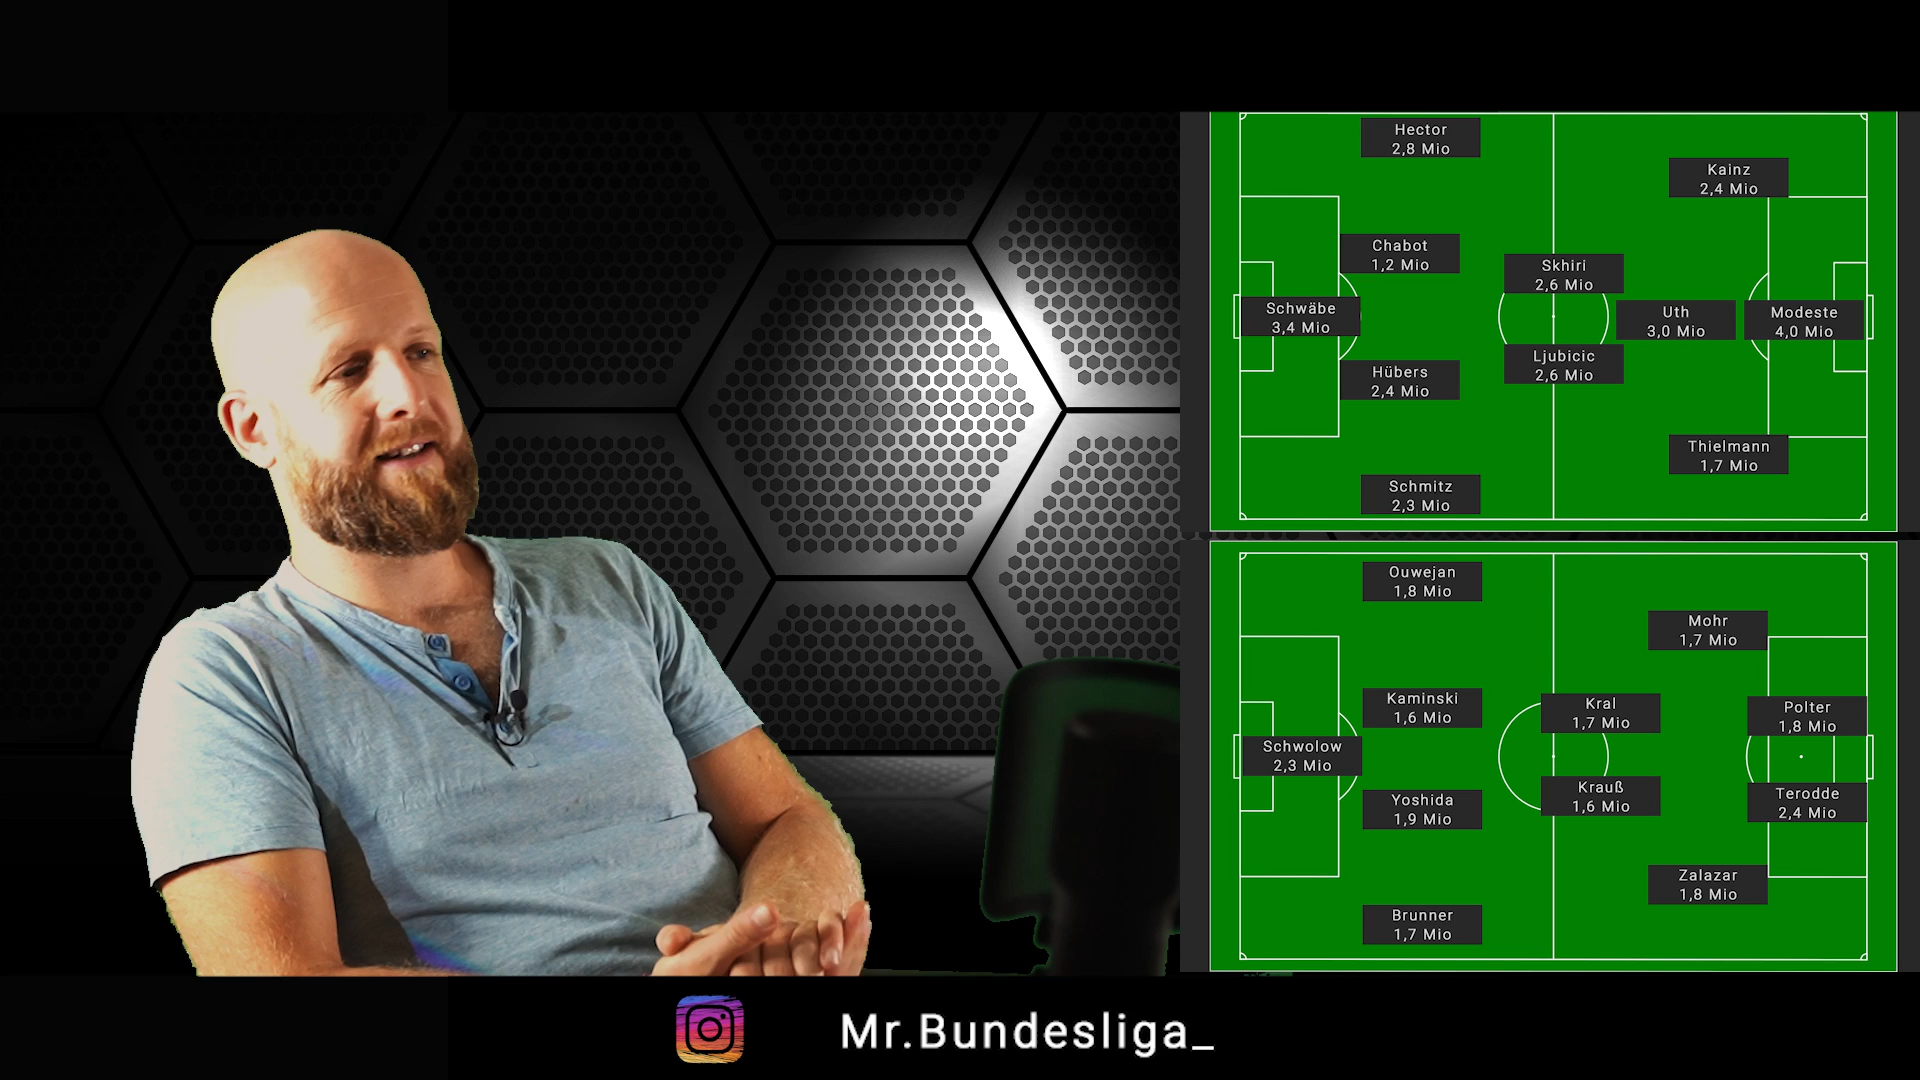 Hector
2,8 Mio
Kainz
2,4 Mio
Chabot
1,2 Mio
Skhiri
2,6 Mio
Schwäbe
3,4 Mio
Uth
3,0 Mio
Modeste
4,0 Mio
Ljubicic
2,6 Mio
Hübers
2,4 Mio
Thielmann
1,7 Mio
Schmitz
2,3 Mio
Ouwejan
1,8 Mio
Mohr
1,7 Mio
Kaminski
1,6 Mio
Kral
1,7 Mio
Polter
1,8 Mio
Schwolow
2,3 Mio
Krauß
1,6 Mio
Terodde
2,4 Mio
Yoshida
1,9 Mio
Zalazar
1,8 Mio
Brunner
1,7 Mio
Mr.Bundesliga_